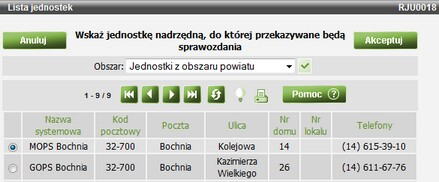 Lista jednostek RJU0018
Anuluj Wskaż jednostkę nadrzędną, do której przekazywane będą sprawozdania Akceptuj
Obszar: Jednostki z obszaru powiatu
1 - 9 / 9 Pomoc ?
Nazwa systemowa Kod pocztowy Poczta Ulica Nr domu Nr lokalu Telefony
MOPS Bochnia 32-700 Bochnia Kolejowa 14 (14) 615-39-10
GOPS Bochnia 32-700 Bochnia Kazimierza Wielkiego 26 (14) 611-67-76